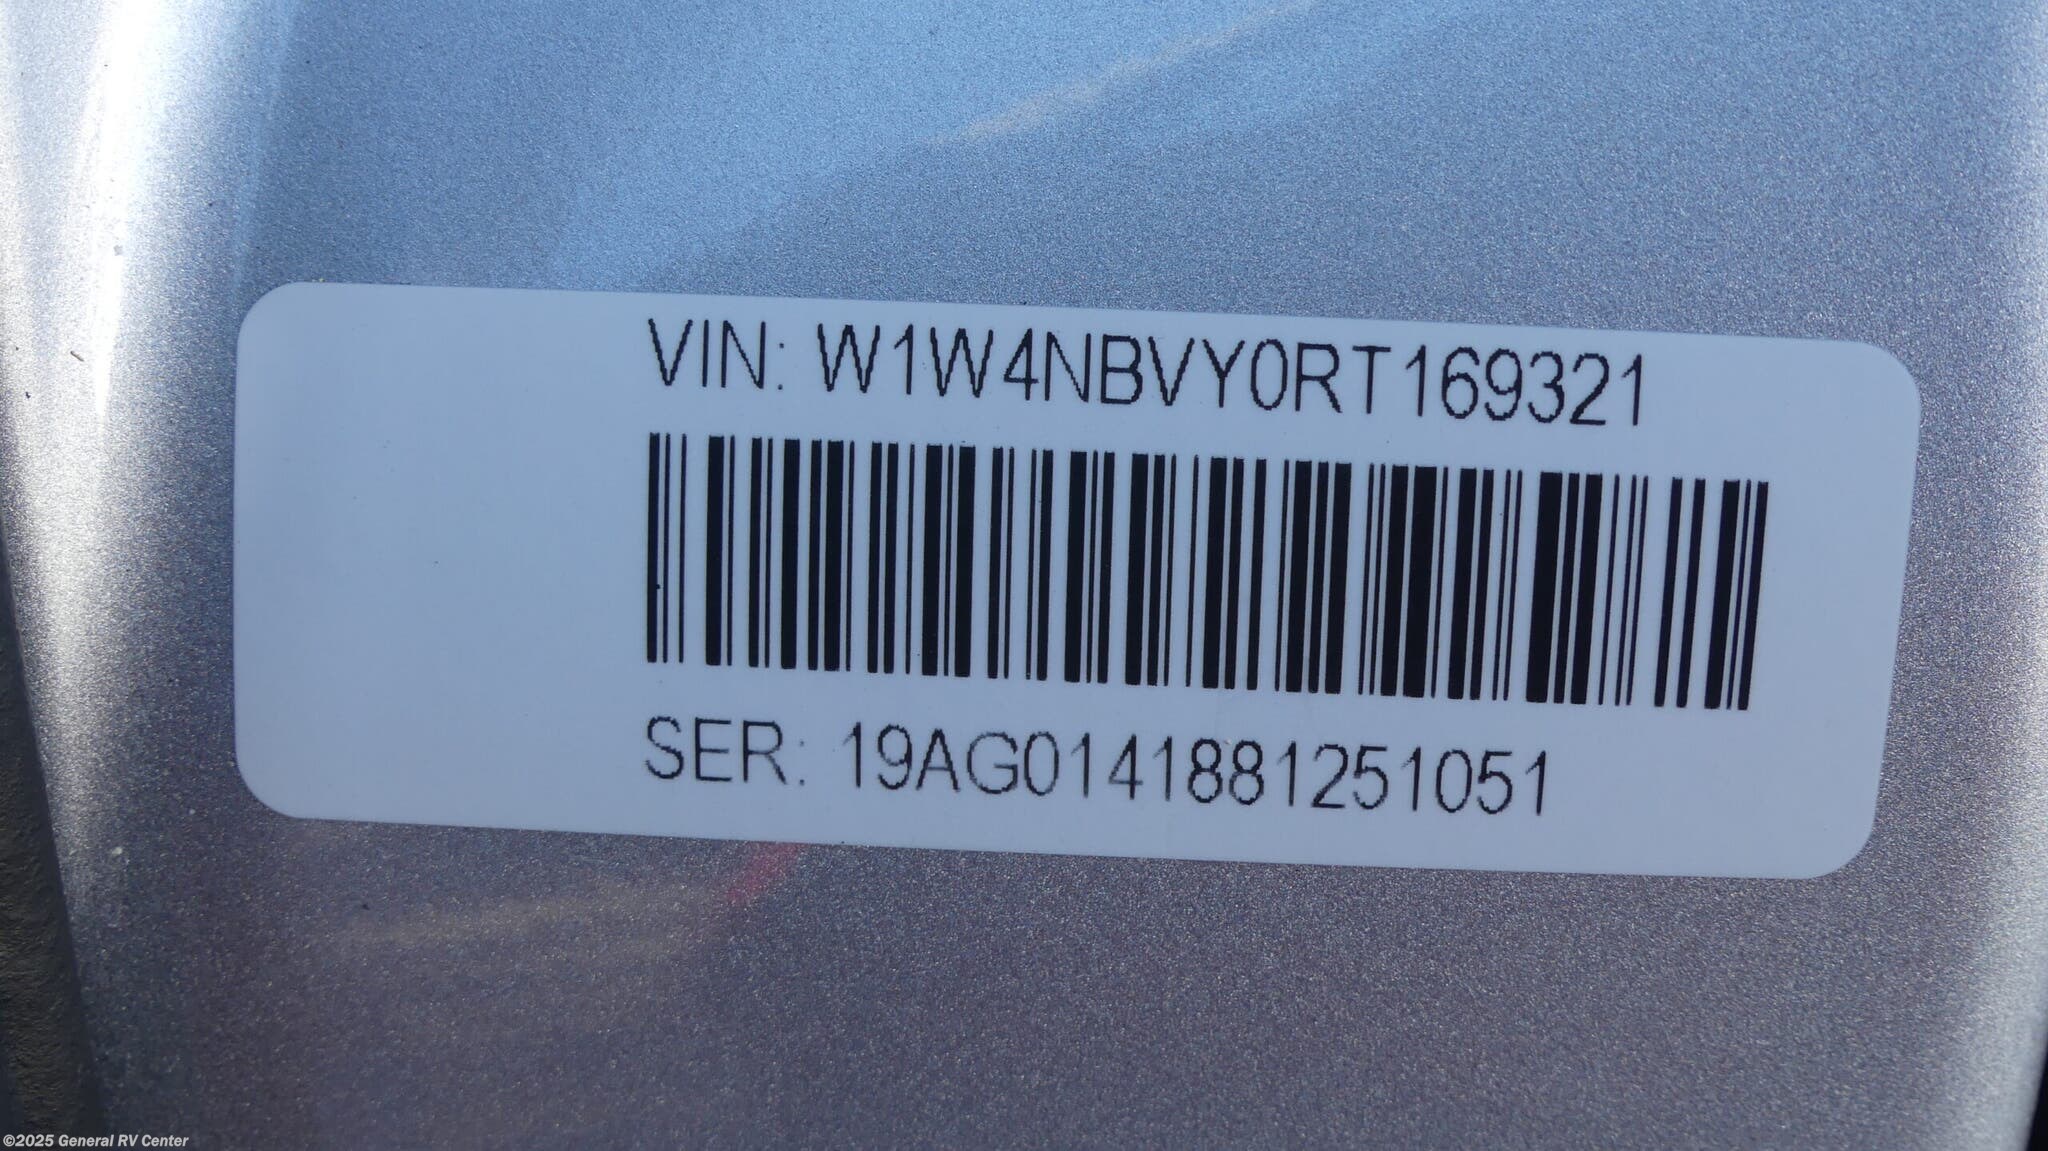 VIN: W1W4NBVY0RT169321
SER: 19AG0141881251051
©2025 General RV Center